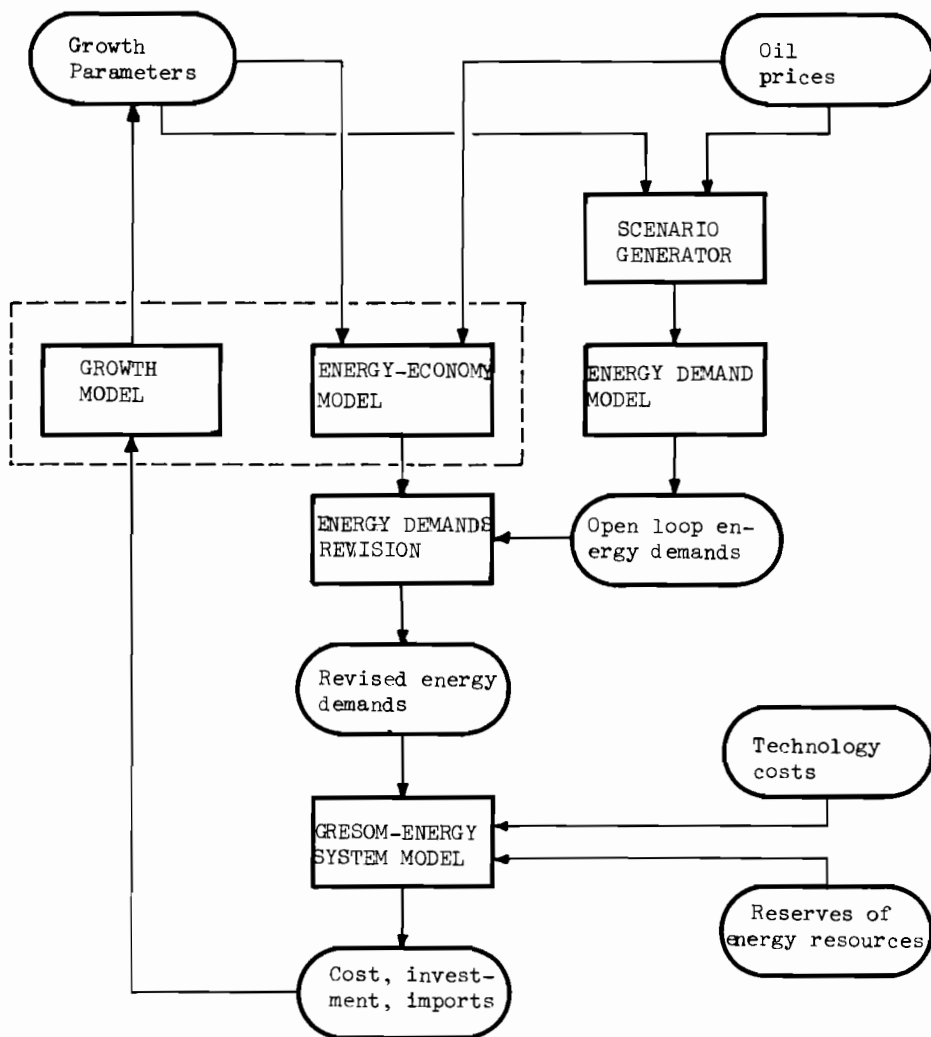 Growth
Parameters
Oil
prices
SCENARIO
GENERATOR
GROWTH
MODEL
ENERGY-ECONOMY
MODEL
ENERGY DEMAND
MODEL
ENERGY DEMANDS
REVISION
Open loop en-
ergy demands
Revised energy
demands
Technology
costs
GRESOM-ENERGY
SYSTEM MODEL
Reserves of
energy resources
Cost, invest-
ment, imports